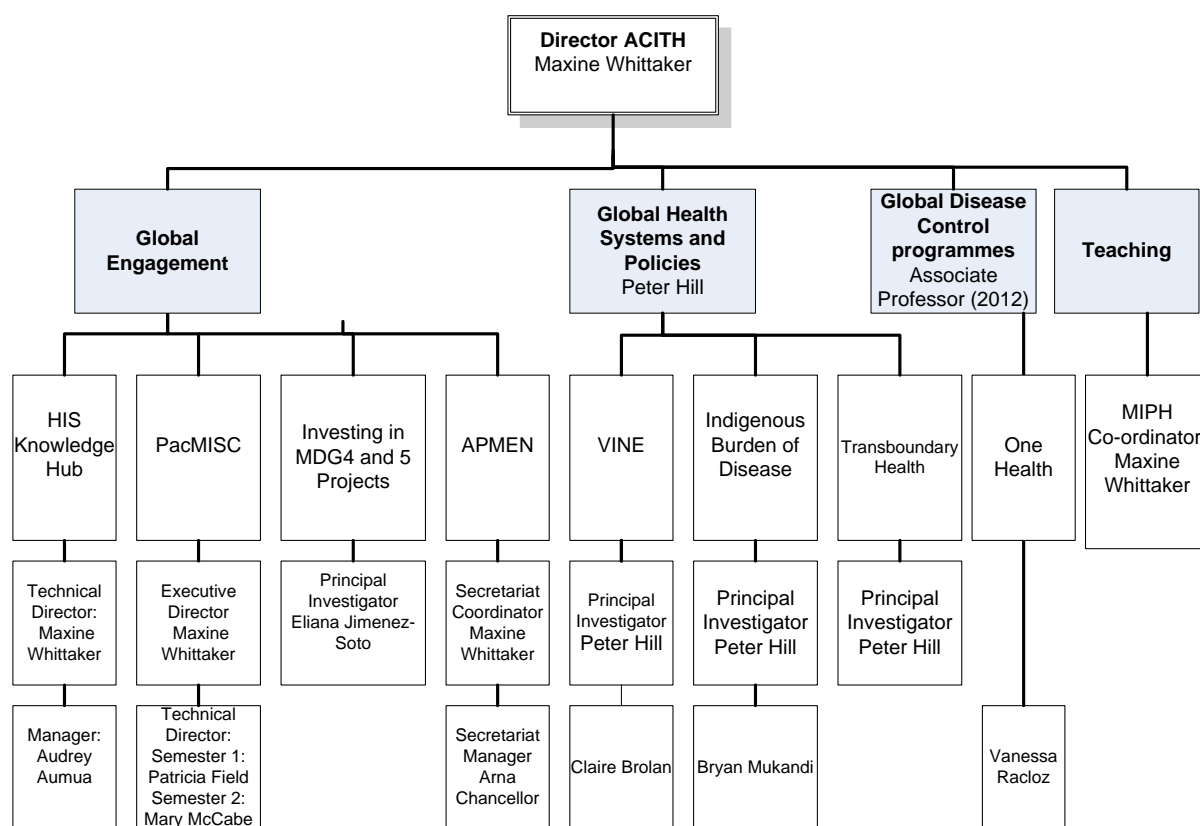 Director ACITH
Maxine Whittaker
Global
Engagement
Global Health
Systems and
Policies
Peter Hill
Global Disease
Control
programmes
Associate
Professor (2012)
Teaching
HIS
Knowledge
Hub
PacMISC
Investing in
MDG4 and 5
Projects
APMEN
VINE
Indigenous
Burden of
Disease
Transboundary
Health
One
Health
MIPH
Co-ordinator
Maxine
Whittaker
Technical
Director:
Maxine
Whittaker
Executive
Director
Maxine
Whittaker
Principal
Investigator
Eliana Jimenez-
Soto
Secretariat
Coordinator
Maxine
Whittaker
Principal
Investigator
Peter Hill
Principal
Investigator
Peter Hill
Principal
Investigator
Peter Hill
Manager:
Audrey
Aumua
Technical
Director:
Semester 1:
Patricia Field
Semester 2:
Mary McCabe
Secretariat
Manager
Arna
Chancellor
Claire Brolan
Bryan Mukandi
Vanessa
Racloz